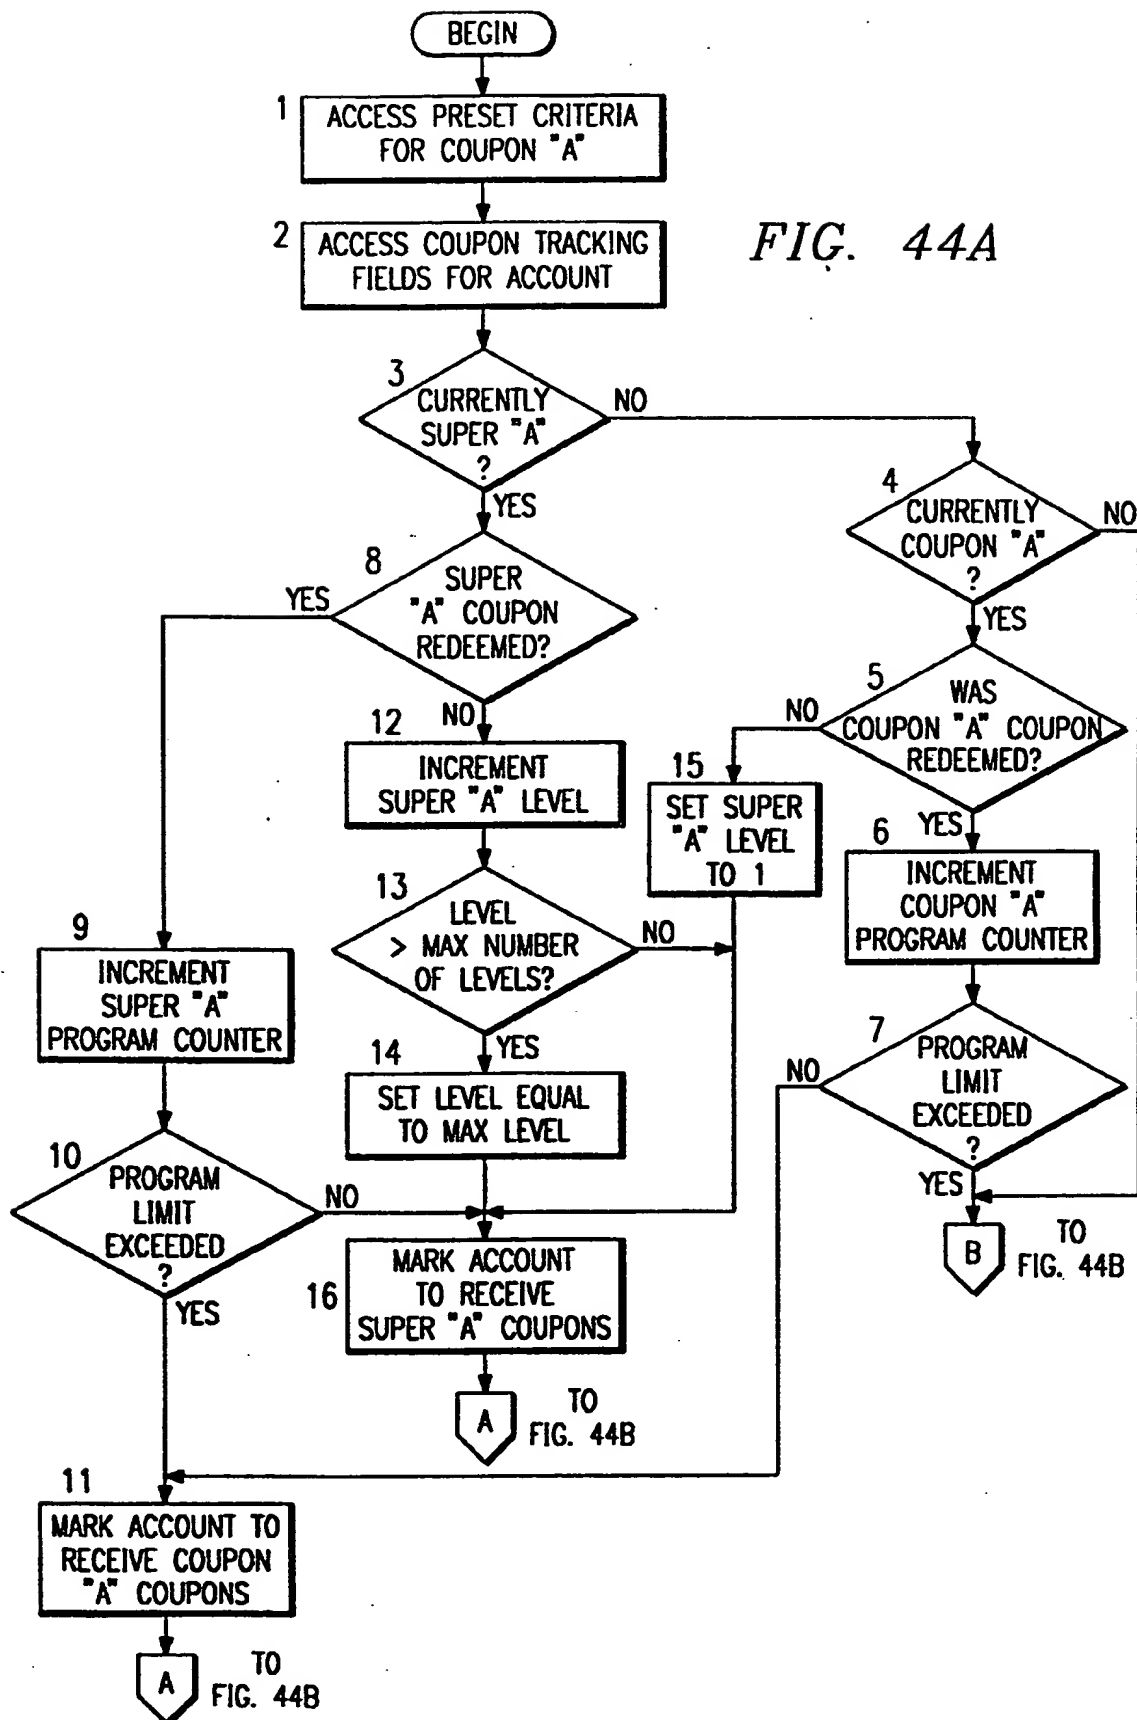 BEGIN
1
ACCESS PRESET CRITERIA
FOR COUPON "A"
2
ACCESS COUPON TRACKING
FIELDS FOR ACCOUNT
FIG. 44A
3
CURRENTLY
SUPER "A"
?
NO
YES
4
CURRENTLY
COUPON "A"
?
NO
YES
8
SUPER
"A" COUPON
REDEEMED?
YES
NO
5
WAS
COUPON "A" COUPON
REDEEMED?
NO
YES
12
INCREMENT
SUPER "A" LEVEL
15
SET SUPER
"A" LEVEL
TO 1
6
INCREMENT
COUPON "A"
PROGRAM COUNTER
13
LEVEL
> MAX NUMBER
OF LEVELS?
NO
YES
9
INCREMENT
SUPER "A"
PROGRAM COUNTER
7
PROGRAM
LIMIT
EXCEEDED
?
NO
YES
14
SET LEVEL EQUAL
TO MAX LEVEL
10
PROGRAM
LIMIT
EXCEEDED
?
NO
YES
B
TO
FIG. 44B
16
MARK ACCOUNT
TO RECEIVE
SUPER "A" COUPONS
A
TO
FIG. 44B
11
MARK ACCOUNT TO
RECEIVE COUPON
"A" COUPONS
A
TO
FIG. 44B